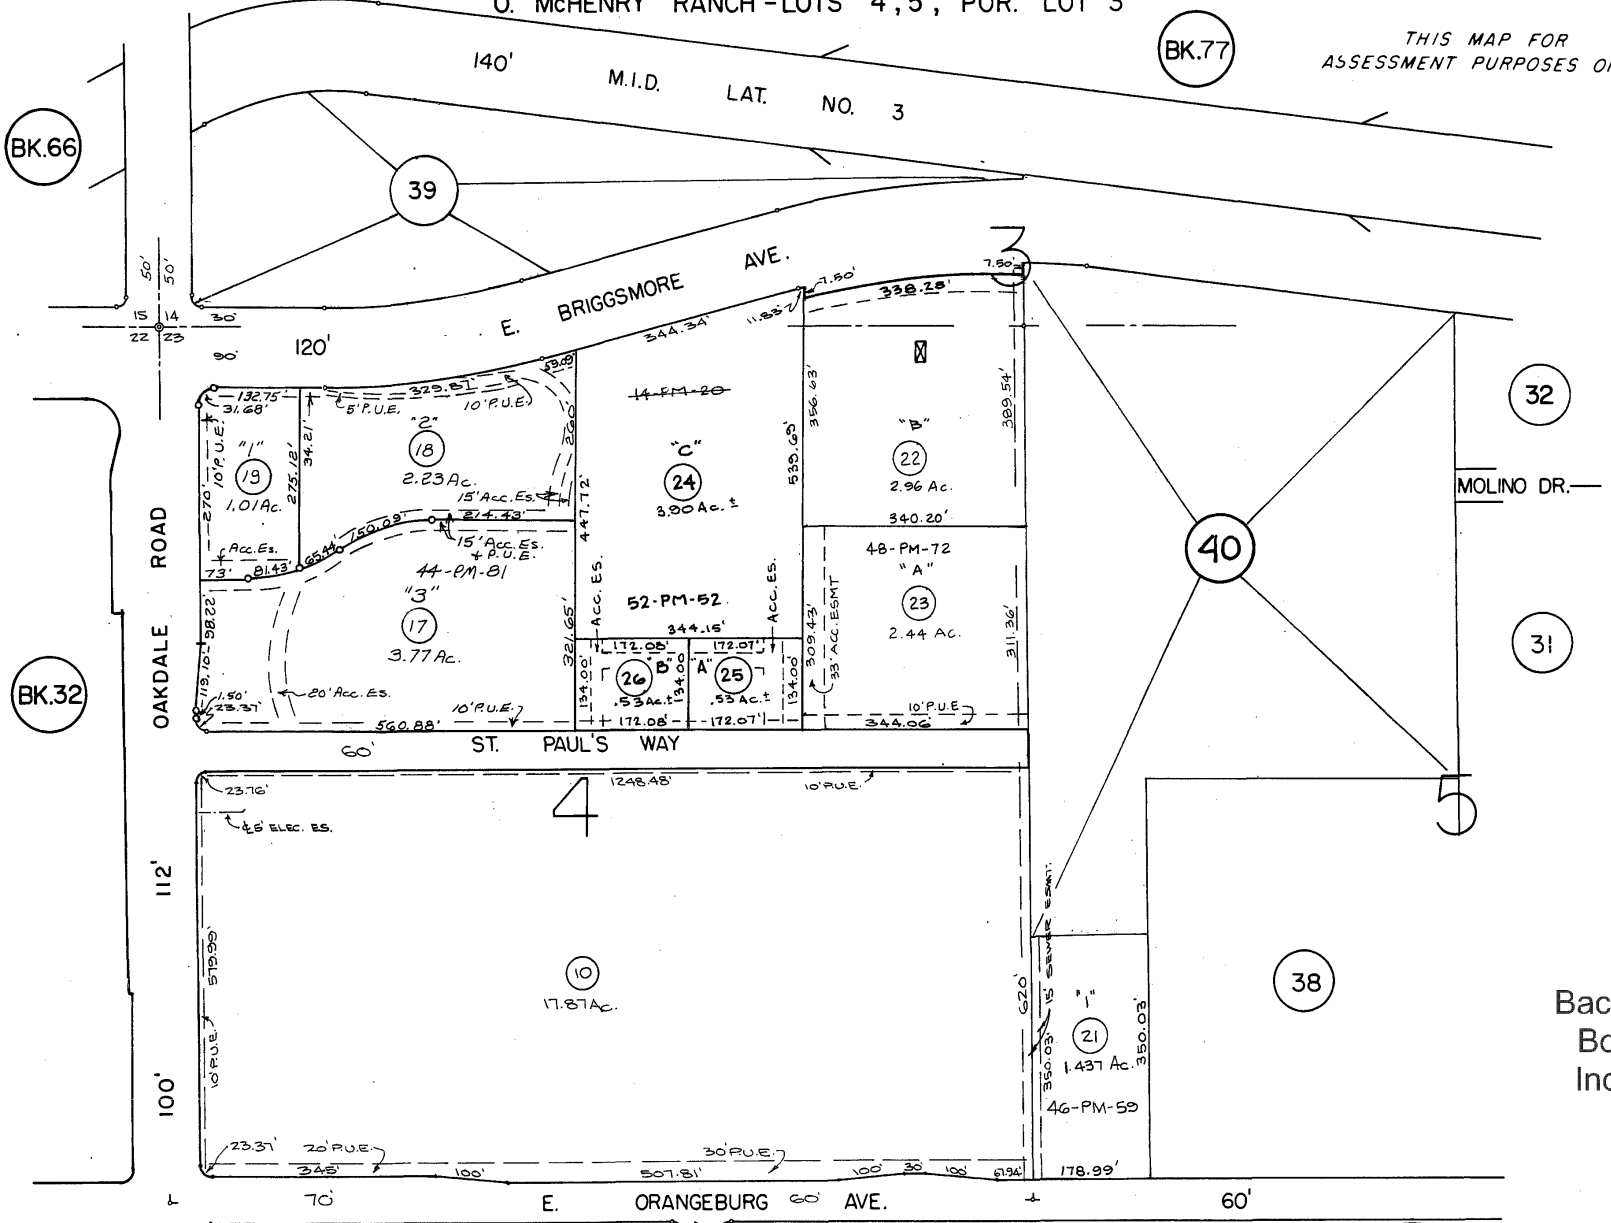 O. McHENRY RANCH-LOTS 4,5, POR. LOT 3
THIS MAP FOR
ASSESSMENT PURPOSES
BK.77
BK.66
140'
M.I.D. LAT. NO. 3
39
50' 50'
15 14
22 23
30'
90'
120'
E. BRIGGSMORE AVE.
3
7.50'
7.50'
338.28'
11.83'
344.34'
59.09'
329.87'
132.75'
31.68'
5' P.U.E.
10' P.U.E.
14-PM-20
10' P.U.E.
270'
"1"
19
1.01 Ac.
275.12'
34.21'
"2"
18
2.23 Ac.
15' Acc. Es.
260'
447.72'
"C"
24
3.90 Ac. ±
539.69'
356.63'
"B"
22
2.96 Ac.
340.20'
389.54'
32
MOLINO DR.
40
31
OAKDALE ROAD
BK.32
Acc. Es.
73'
81.43'
65.44'
150.09'
214.43'
15' Acc. Es.
+ P.U.E.
44-PM-81
"3"
17
3.77 Ac.
98.22'
119.10'
1.50'
23.37'
20' Acc. Es.
10' P.U.E.
560.88'
321.65'
ACC. ES.
52-PM-52
344.15'
ACC. ES.
172.08'
172.07'
134.00'
26
"B"
.53 Ac. ±
134.00
"A"
25
.53 Ac. ±
134.00'
172.08'
172.07'
48-PM-72
"A"
23
2.44 AC.
309.43'
33' ACC. ESMT
311.36'
10' P.U.E.
344.06'
60'
ST. PAUL'S WAY
23.76'
4
1248.48'
10' P.U.E.
5
5' ELEC. ES.
112'
579.99'
10' P.U.E.
10
17.87 Ac.
620'
15' SEWER ESMT.
350.03'
"1"
21
1.437 Ac.
350.03'
46-PM-59
38
100'
23.37'
20' P.U.E.
345'
100'
507.81'
30' P.U.E.
100'
30'
100'
67.94'
178.99'
70'
E. ORANGEBURG 60' AVE.
60'